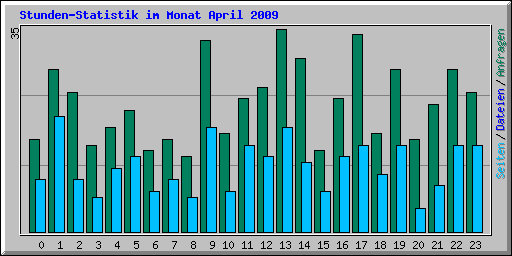 Stunden-Statistik im Monat April 2009
35
Seiten/Dateien/Anfragen
0 1 2 3 4 5 6 7 8 9 10 11 12 13 14 15 16 17 18 19 20 21 22 23